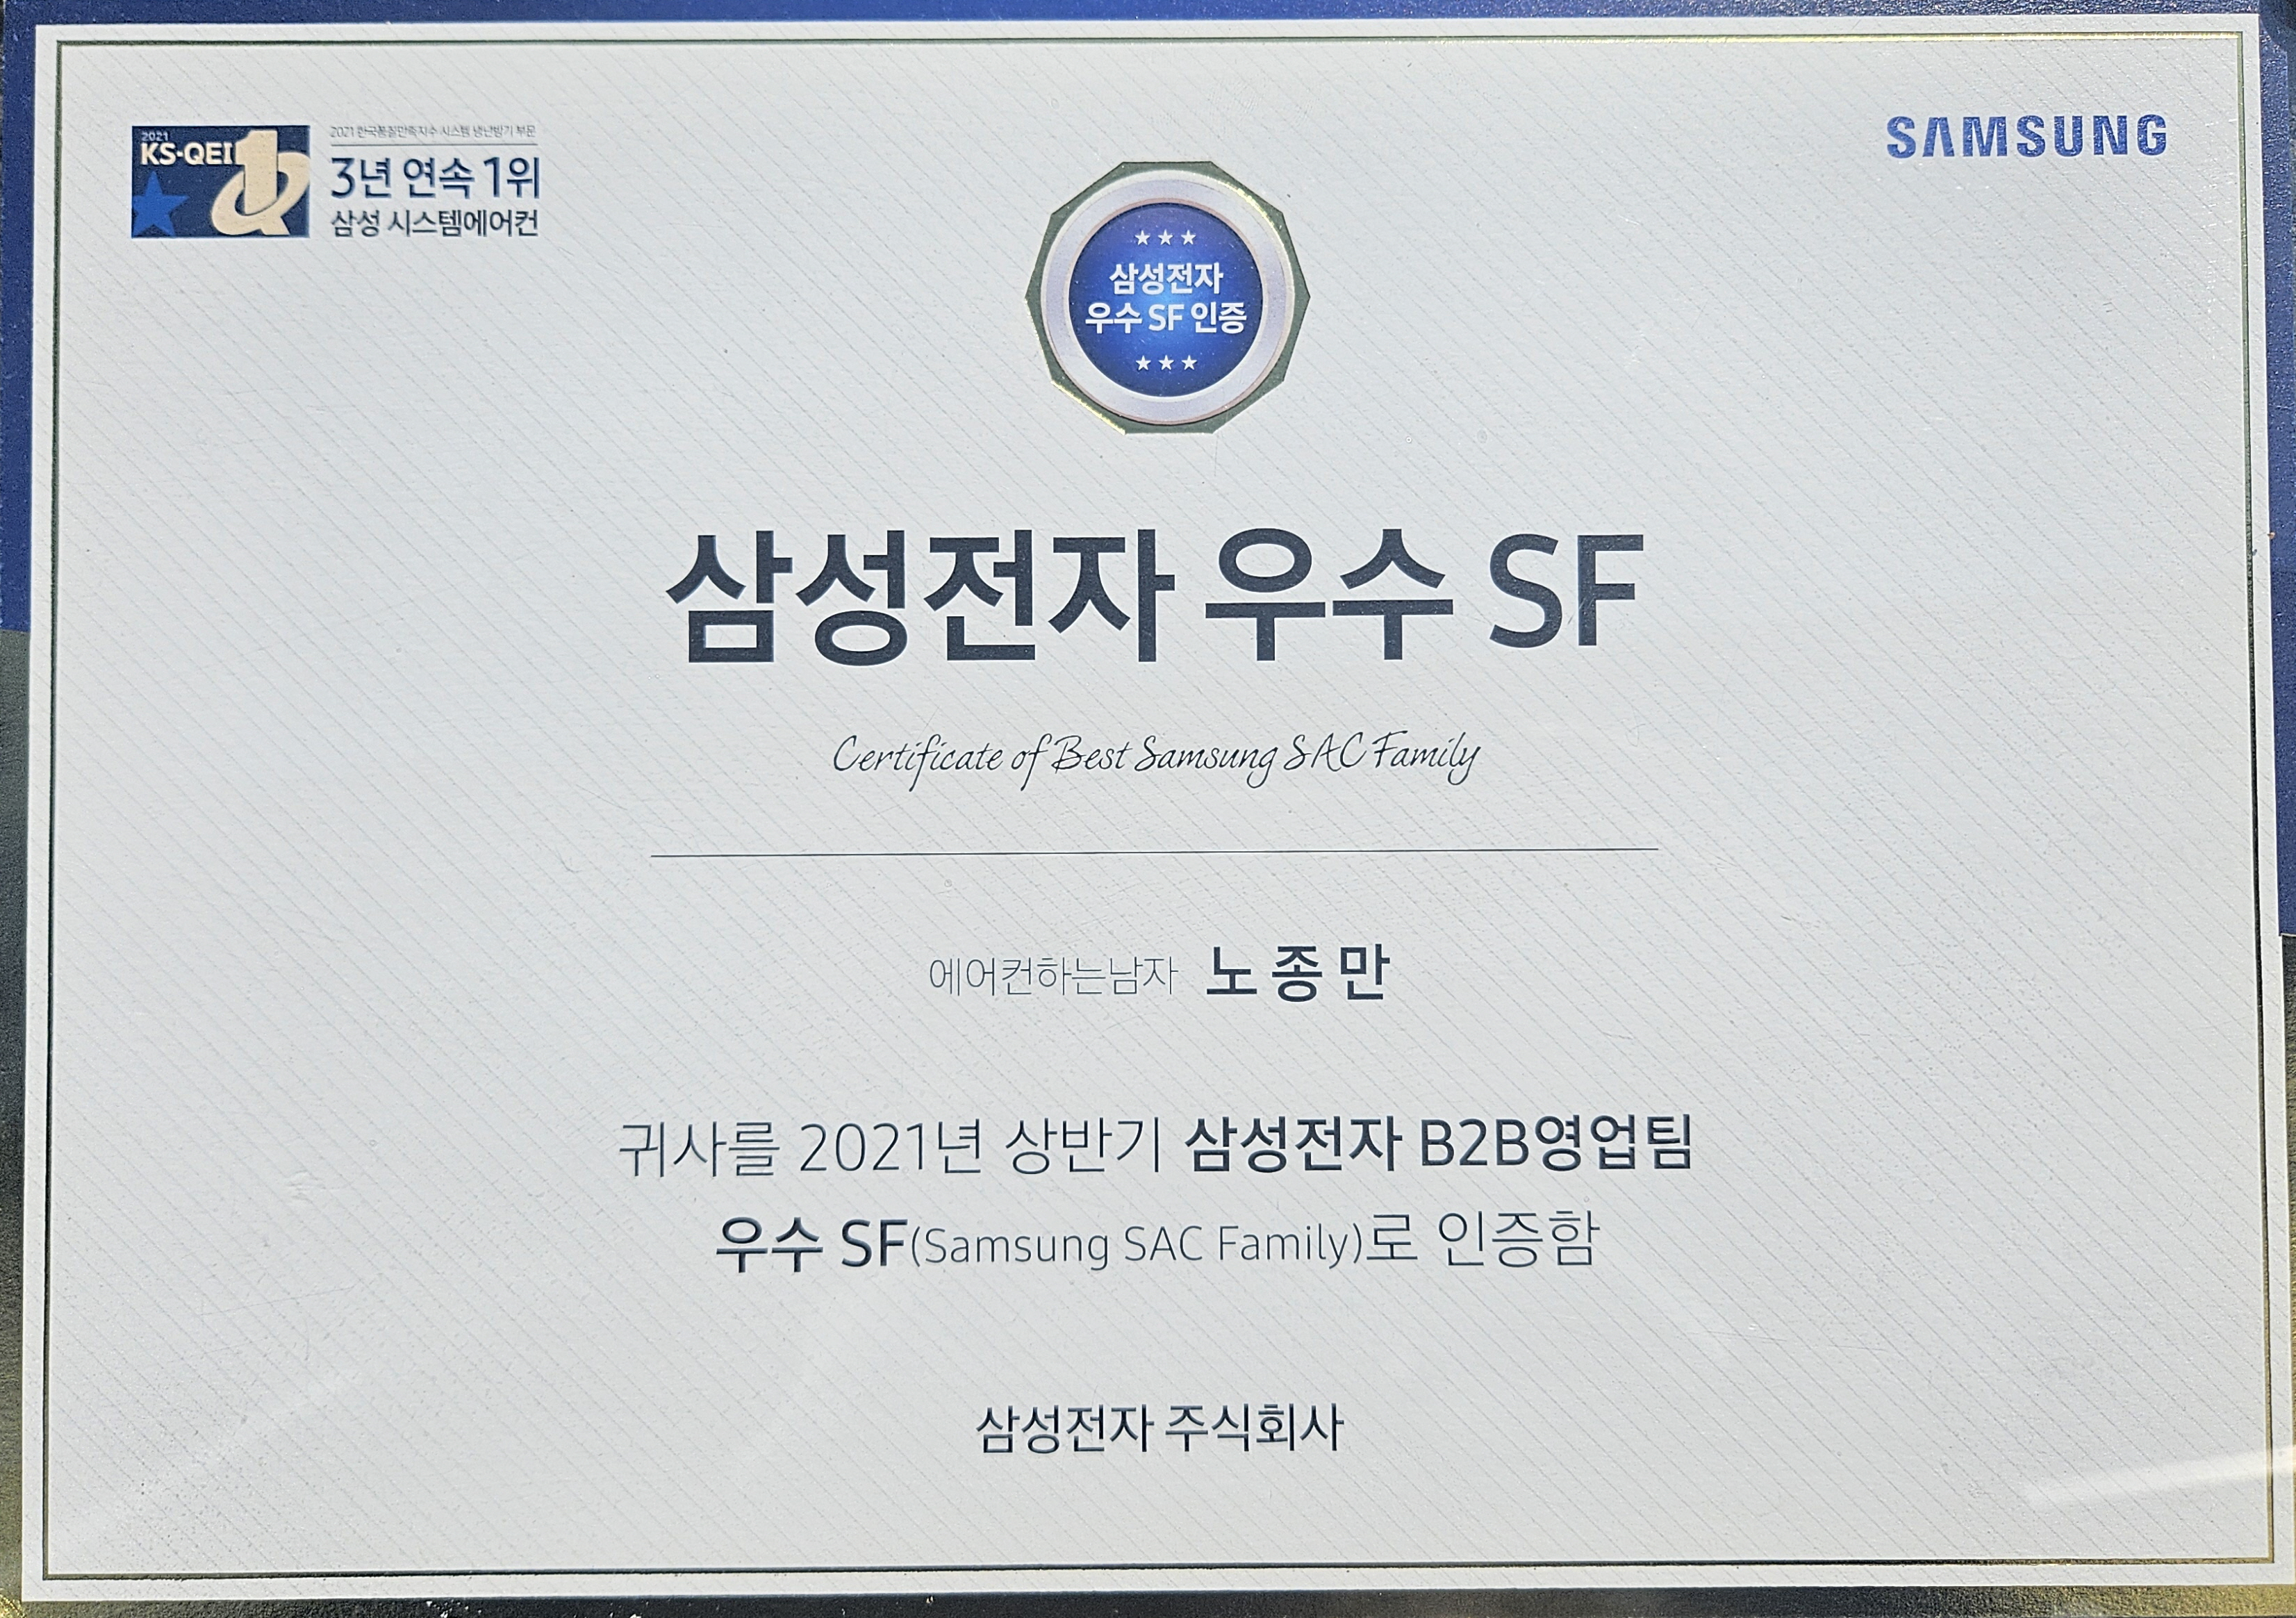 2021
KS-QEI
2021 한국품질만족지수 시스템 냉난방기 부문
3년 연속 1위
삼성 시스템에어컨
SAMSUNG
삼성전자
우수 SF 인증
삼성전자 우수 SF
Certificate of Best Samsung SAC Family
에어컨하는남자 노종만
귀사를 2021년 상반기 삼성전자 B2B영업팀
우수 SF(Samsung SAC Family)로 인증함
삼성전자 주식회사